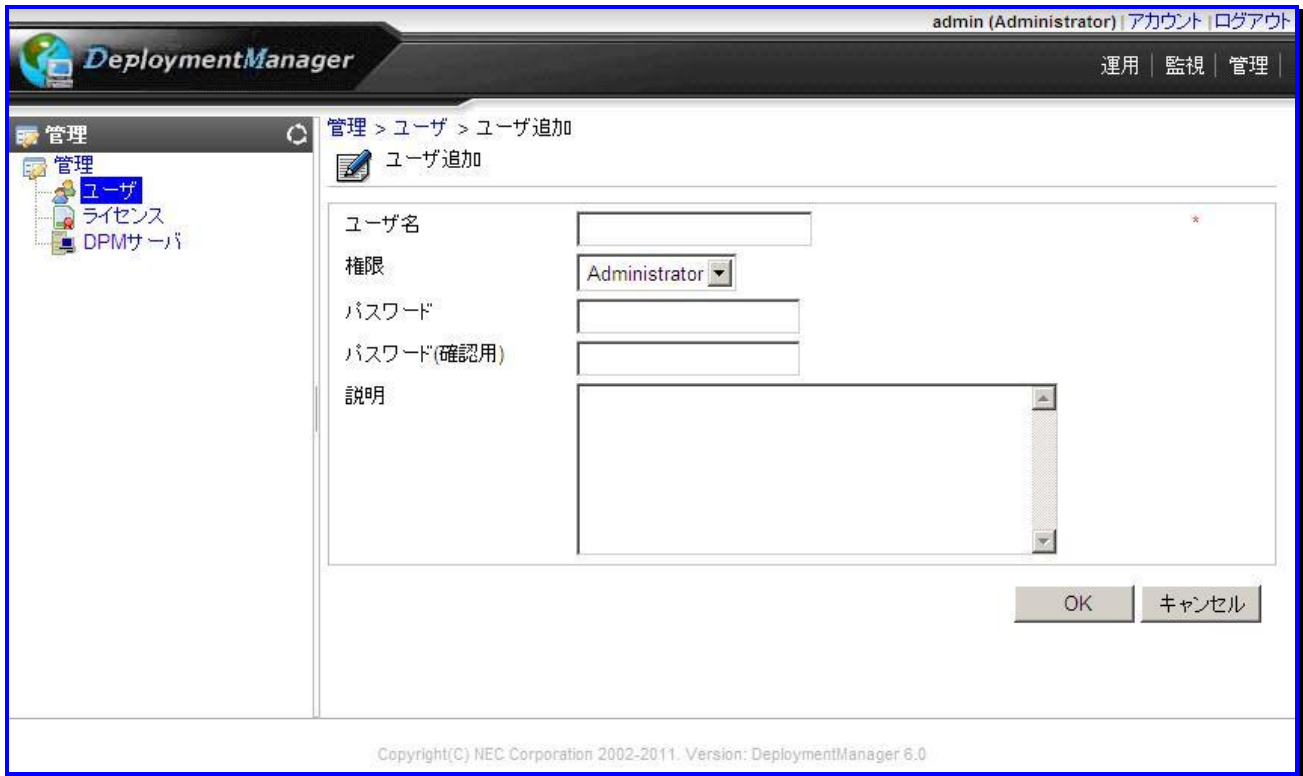 admin (Administrator) | アカウント | ログアウト
DeploymentManager
運用 | 監視 | 管理 |
管理
管理
ユーザ
ライセンス
DPMサーバ
管理 > ユーザ > ユーザ追加
ユーザ追加
ユーザ名 *
権限 Administrator
パスワード
パスワード(確認用)
説明
OK キャンセル
Copyright(C) NEC Corporation 2002-2011. Version: DeploymentManager 6.0